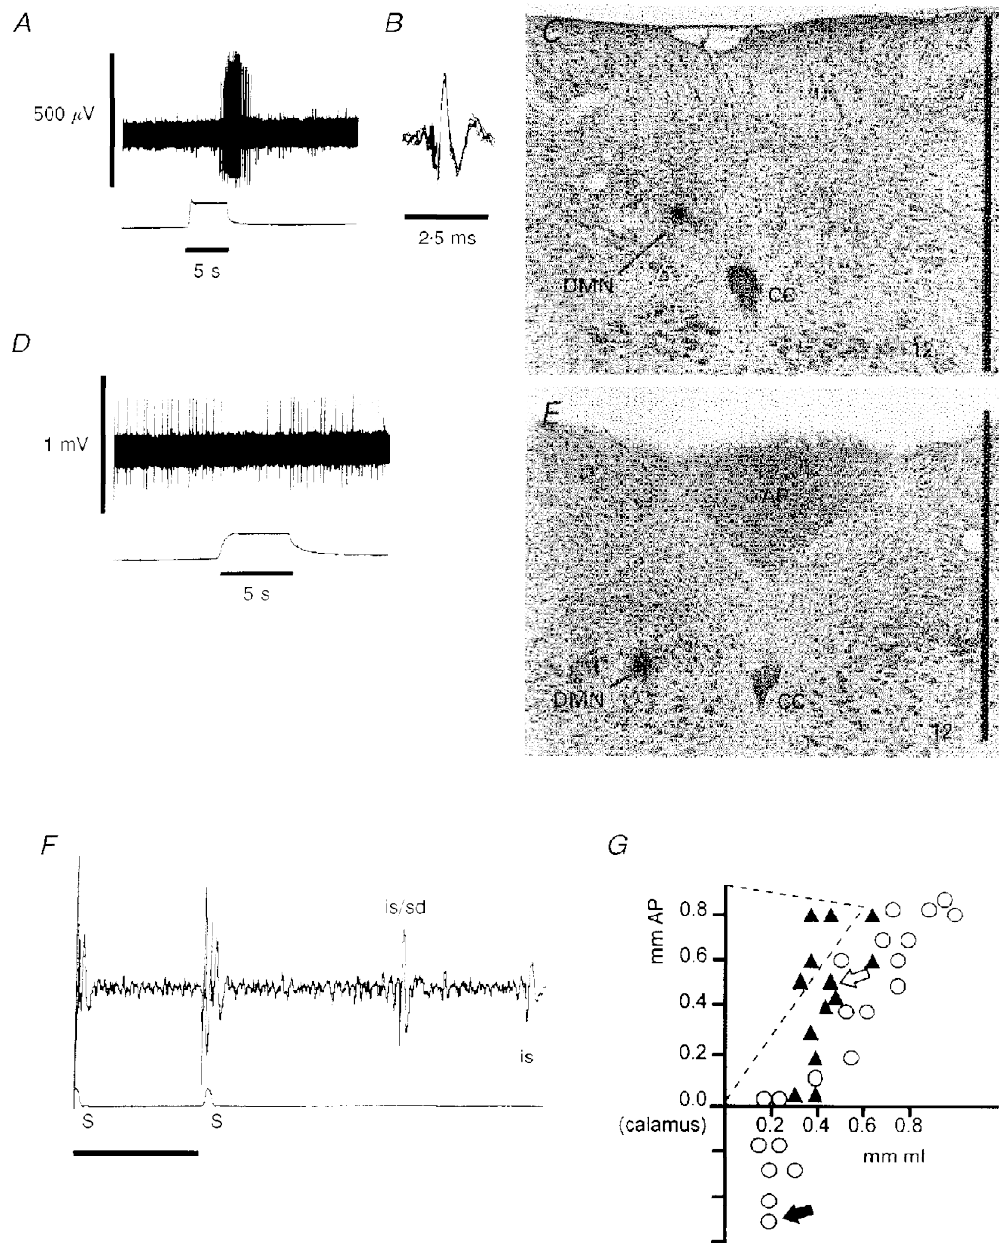 A
500 μV
5 s
B
2·5 ms
C
DMN
CC
12
D
1 mV
5 s
E
AP
DMN
CC
12
F
is/sd
is
S
S
G
mm AP
0.8
0.6
0.4
0.2
0.0
(calamus)
0.2 0.4 0.6 0.8
mm ml